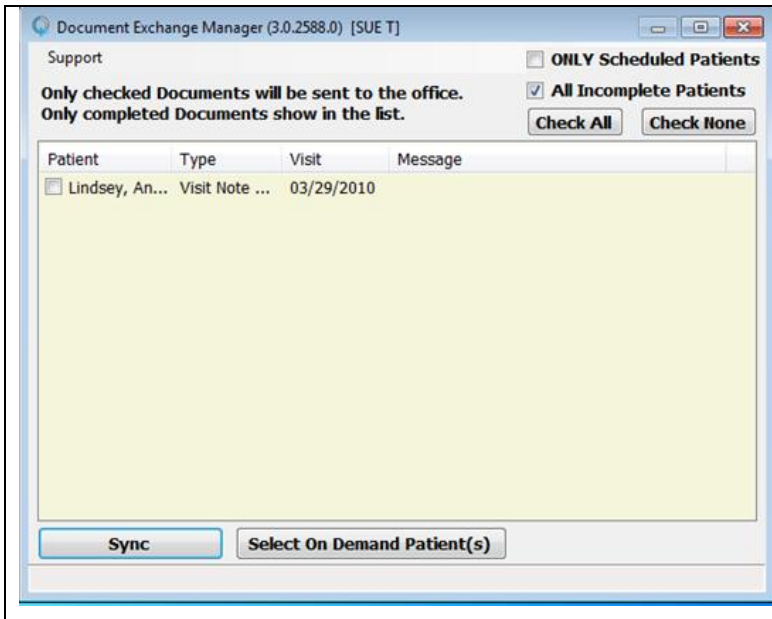 Document Exchange Manager (3.0.2588.0) [SUE T]
Support
ONLY Scheduled Patients
Only checked Documents will be sent to the office.
Only completed Documents show in the list.
All Incomplete Patients
Check All Check None
Patient Type Visit Message
Lindsey, An... Visit Note ... 03/29/2010
Sync Select On Demand Patient(s)